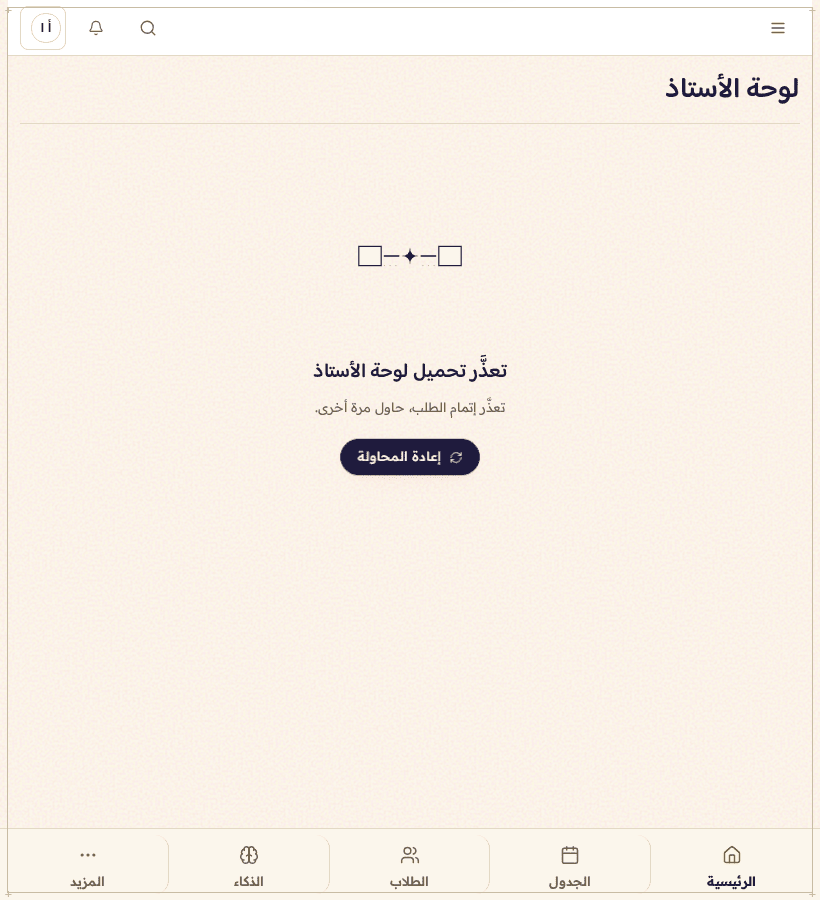 أ ا
لوحة الأستاذ
□—✦—□
تعذَّر تحميل لوحة الأستاذ
تعذَّر إتمام الطلب، حاول مرة أخرى.
إعادة المحاولة
الرئيسية
الجدول
الطلاب
الذكاء
المزيد